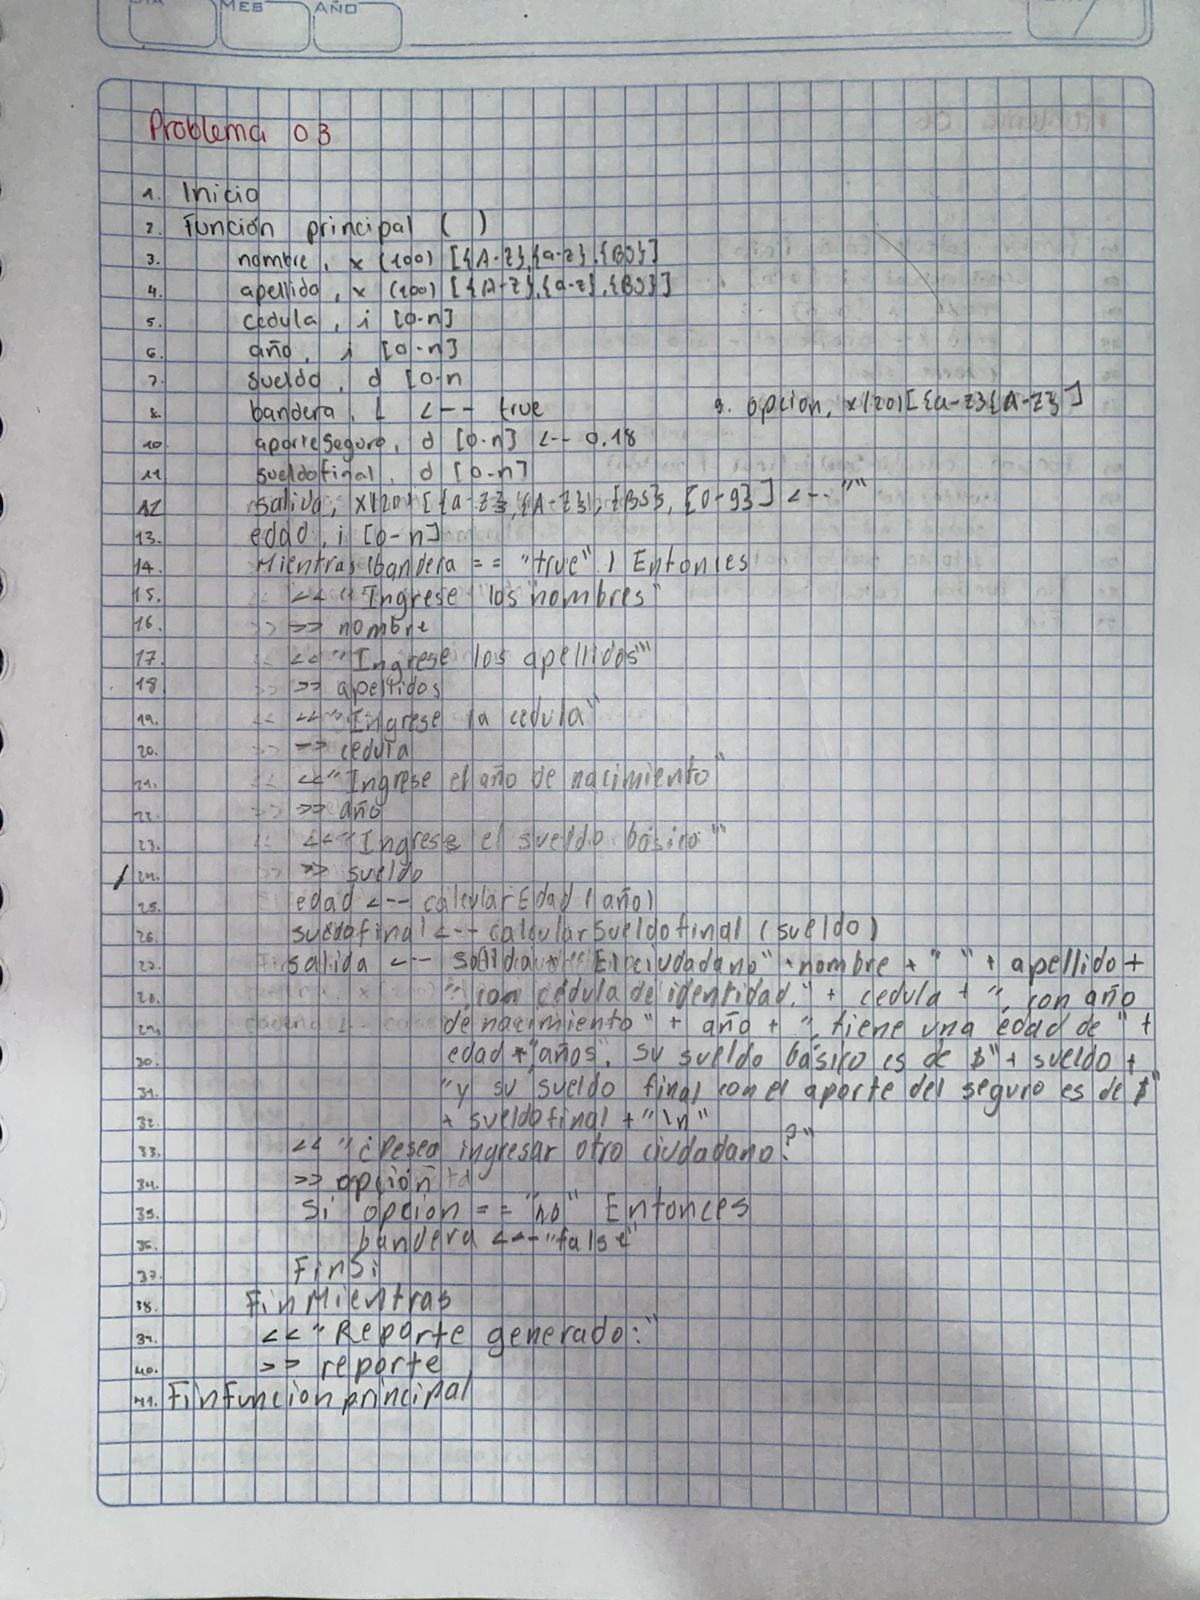 MES
AÑO
Problema 03
1. Inicio
2. Función principal ( )
3. nombre, x (100) [{A-Z},{a-z},{BS}]
4. apellido, x (100) [{A-Z},{a-z},{BS}]
5. cedula, i [0-n]
6. año, i [0-n]
7. sueldo, d [0-n
8. bandera, L <-- true
9. opcion, x(20)[{a-z}{A-Z}]
10. aporteSeguro, d [0-n] <-- 0.18
11. sueldofinal, d [0-n]
12 salida, x(20) [{a-z},{A-Z}, {BS}, [0-9}] <-- ""
13. edad, i [0-n]
14. Mientras (bandera == "true" ) Entonces
15. << "Ingrese los nombres"
16. >> nombre
17. << "Ingrese los apellidos"
18 >> apellidos
19. << "Ingrese la cedula"
20. >> cedula
21. << "Ingrese el año de nacimiento"
22. >> año
23. << "Ingrese el sueldo básico"
24. >> sueldo
25. edad <-- calcularEdad (año)
26. sueldofinal <-- calcularSueldofinal (sueldo)
27. salida <-- salida + "El ciudadano" + nombre + " " + apellido +
28. ", con cédula de identidad," + cedula + ", con año
29. de nacimiento" + año + ", tiene una edad de " +
30. edad + "años. Su sueldo básico es de $" + sueldo +
31. "y su sueldo final con el aporte del seguro es de $"
32. + sueldofinal + "\n"
33. << "¿Desea ingresar otro ciudadano?"
34. >> opción
35. Si opcion == "no" Entonces
36. bandera <-- "false"
37. FinSi
38. FinMientras
39. << "Reporte generado:"
40. >> reporte
41. Finfuncion principal